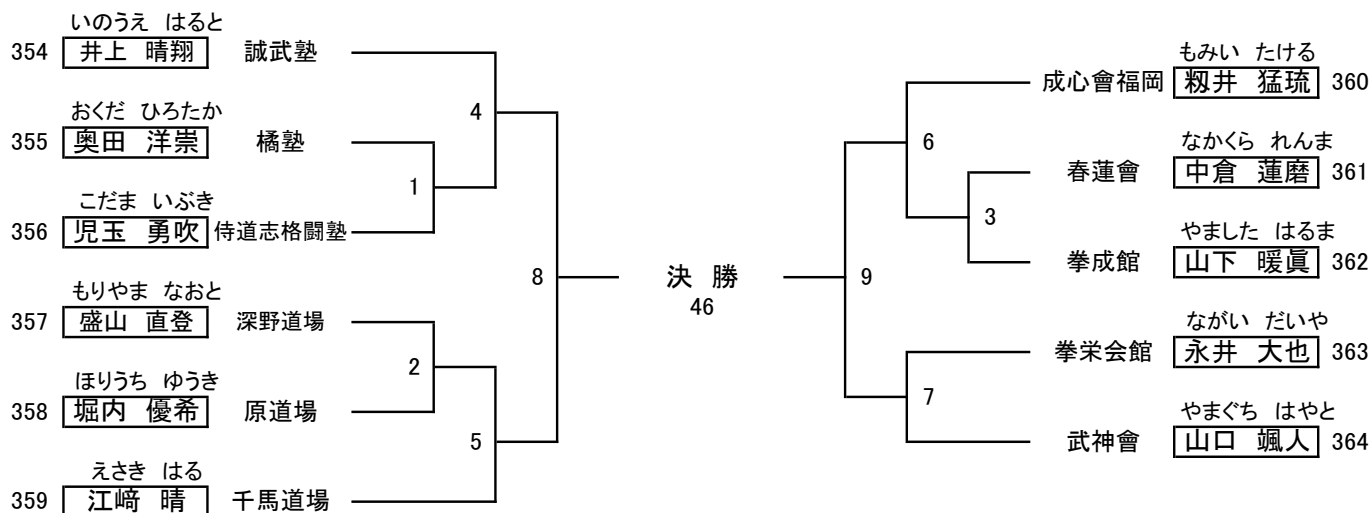 いのうえ はると
354 井上 晴翔 誠武塾
4
おくだ ひろたか
355 奥田 洋崇 橘塾
1
こだま いぶき
356 児玉 勇吹 侍道志格闘塾
8
もりやま なおと
357 盛山 直登 深野道場
2
ほりうち ゆうき
358 堀内 優希 原道場
5
えさき はる
359 江﨑 晴 千馬道場
決 勝
46
もみい たける
成心會福岡 籾井 猛琉 360
6
なかくら れんま
春蓮會 中倉 蓮磨 361
3
やました はるま
拳成館 山下 暖眞 362
9
ながい だいや
拳栄会館 永井 大也 363
7
やまぐち はやと
武神會 山口 颯人 364